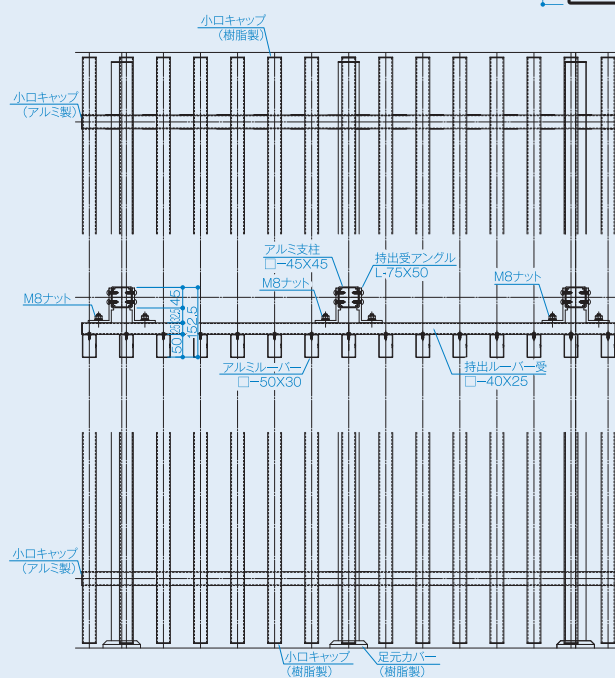 小口キャップ
(樹脂製)
小口キャップ
(アルミ製)
アルミ支柱
□-45X45
持出受アングル
L-75X50
M8ナット
M8ナット
M8ナット
45
152.5
50
アルミルーバー
□-50X30
持出ルーバー受
□-40X25
小口キャップ
(アルミ製)
小口キャップ
(樹脂製)
足元カバー
(樹脂製)